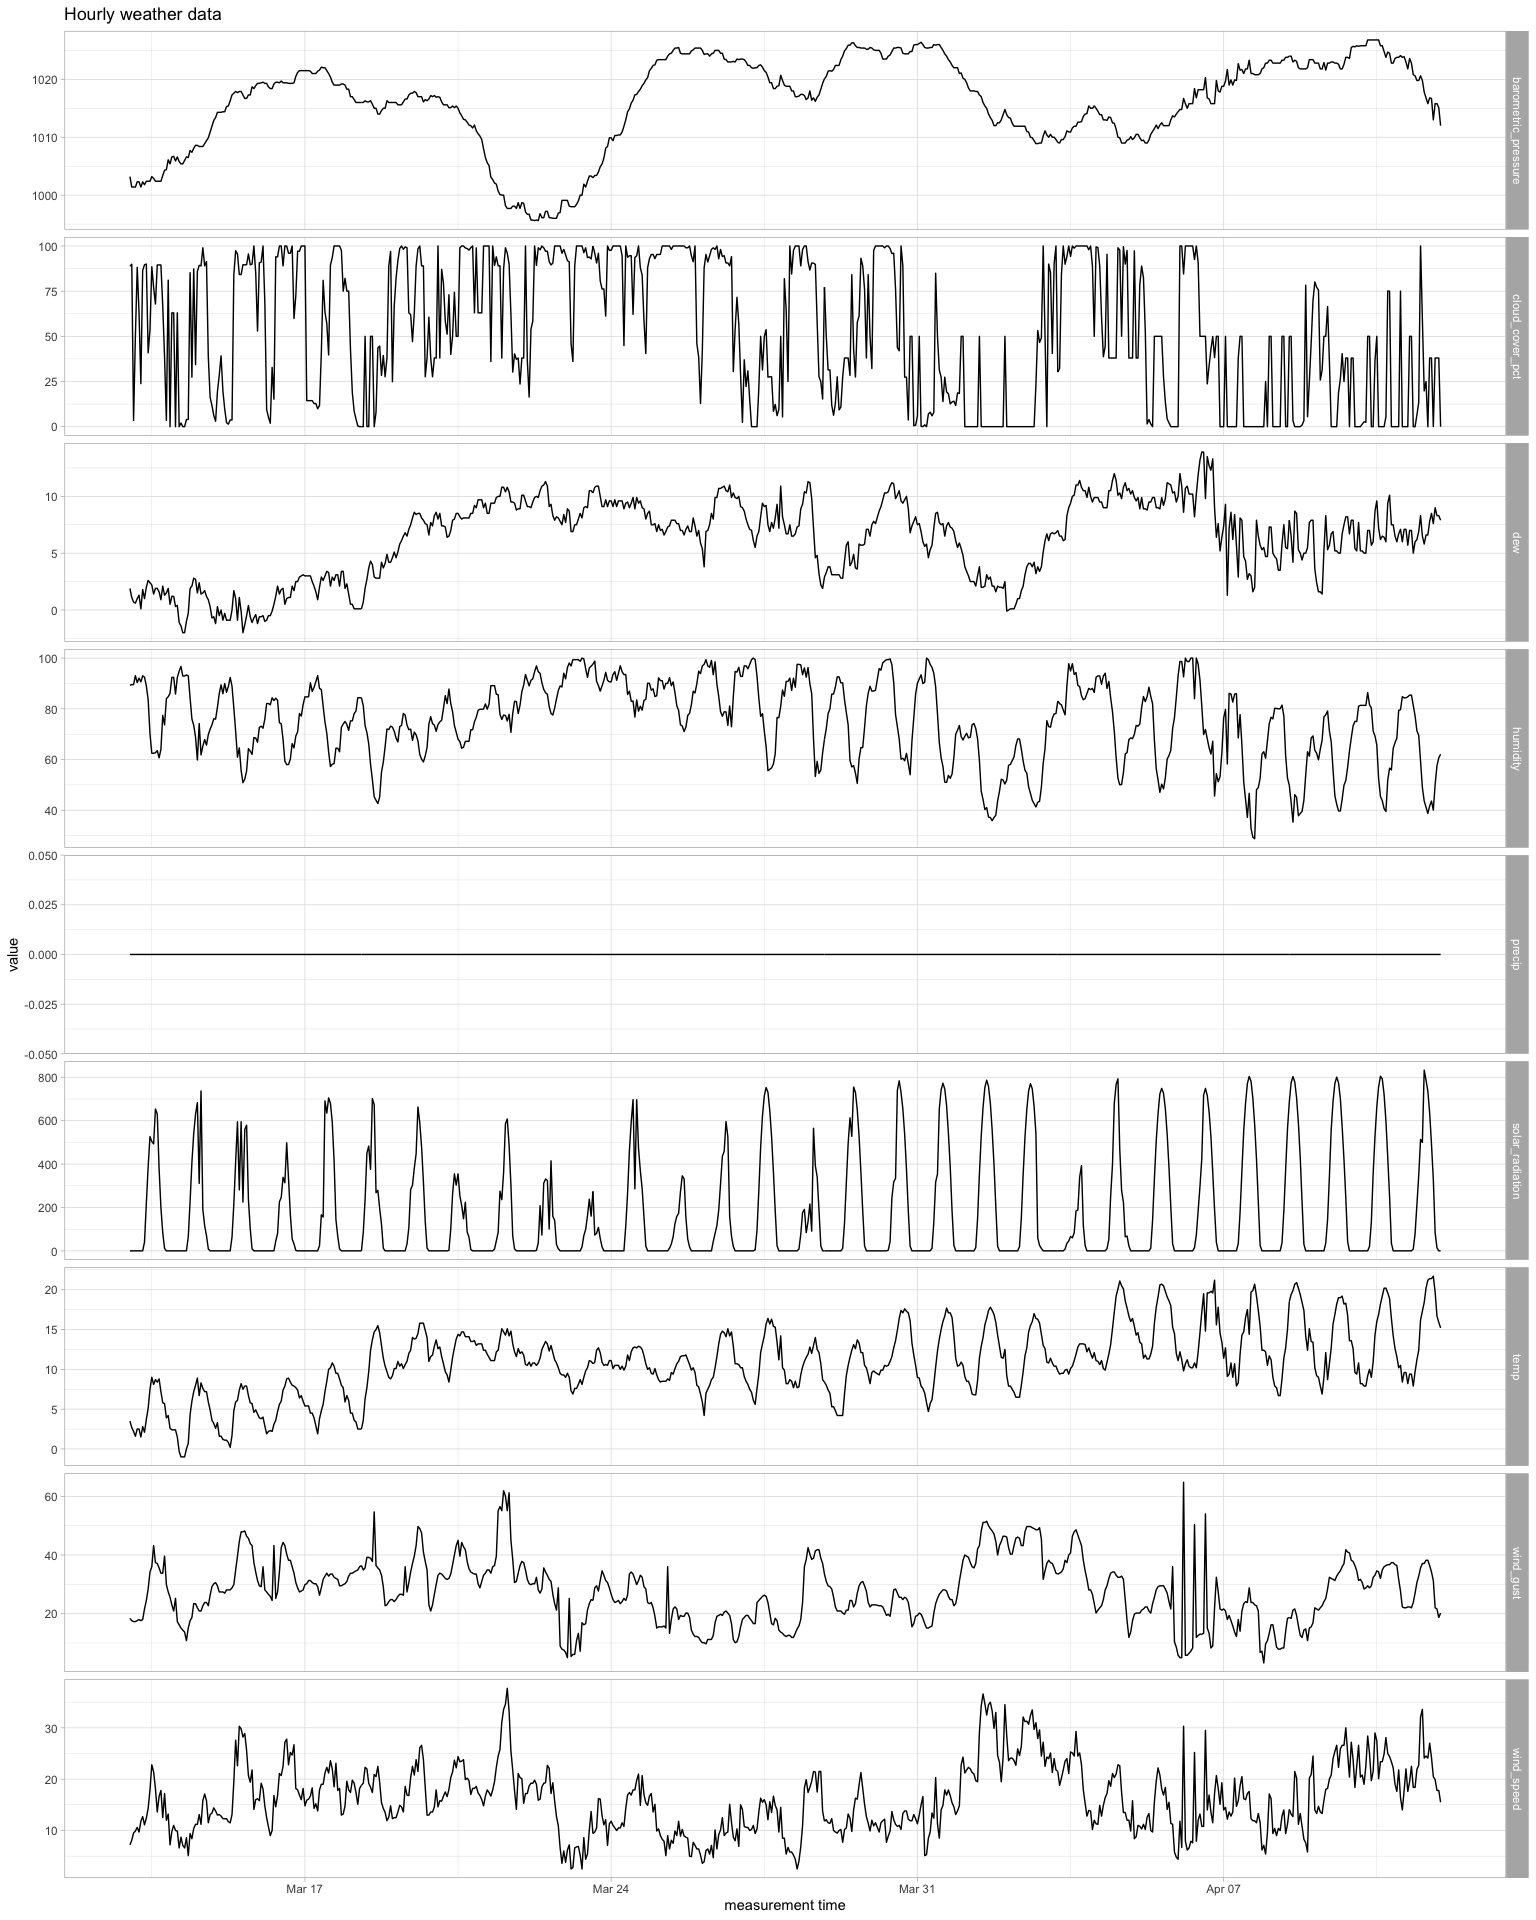 Hourly weather data
1020
1010
1000
barometric_pressure
100
75
50
25
0
cloud_cover_pct
10
5
0
dew
100
80
60
40
humidity
0.050
0.025
0.000
-0.025
-0.050
precip
value
800
600
400
200
0
solar_radiation
20
15
10
5
0
temp
60
40
20
wind_gust
30
20
10
wind_speed
Mar 17 Mar 24 Mar 31 Apr 07
measurement time